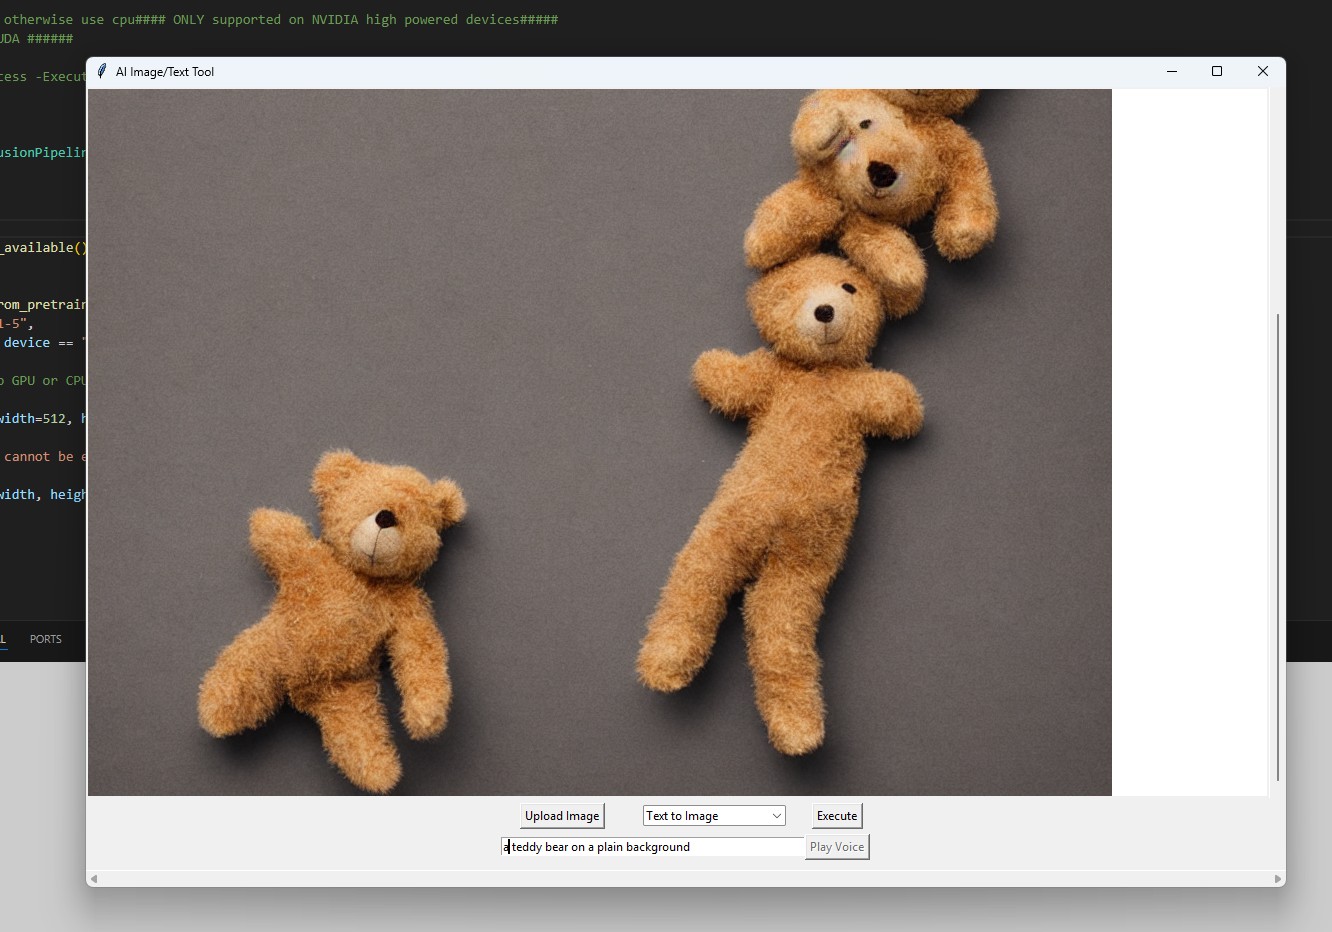 otherwise use cpu#### ONLY supported on NVIDIA high powered devices#####
UDA ######
cess -Execut
AI Image/Text Tool
usionPipelin
_available()
rom_pretrain
1-5",
device == "
o GPU or CPU
width=512, h
cannot be e
width, heigh
L PORTS
Upload Image Text to Image Execute
a teddy bear on a plain background Play Voice